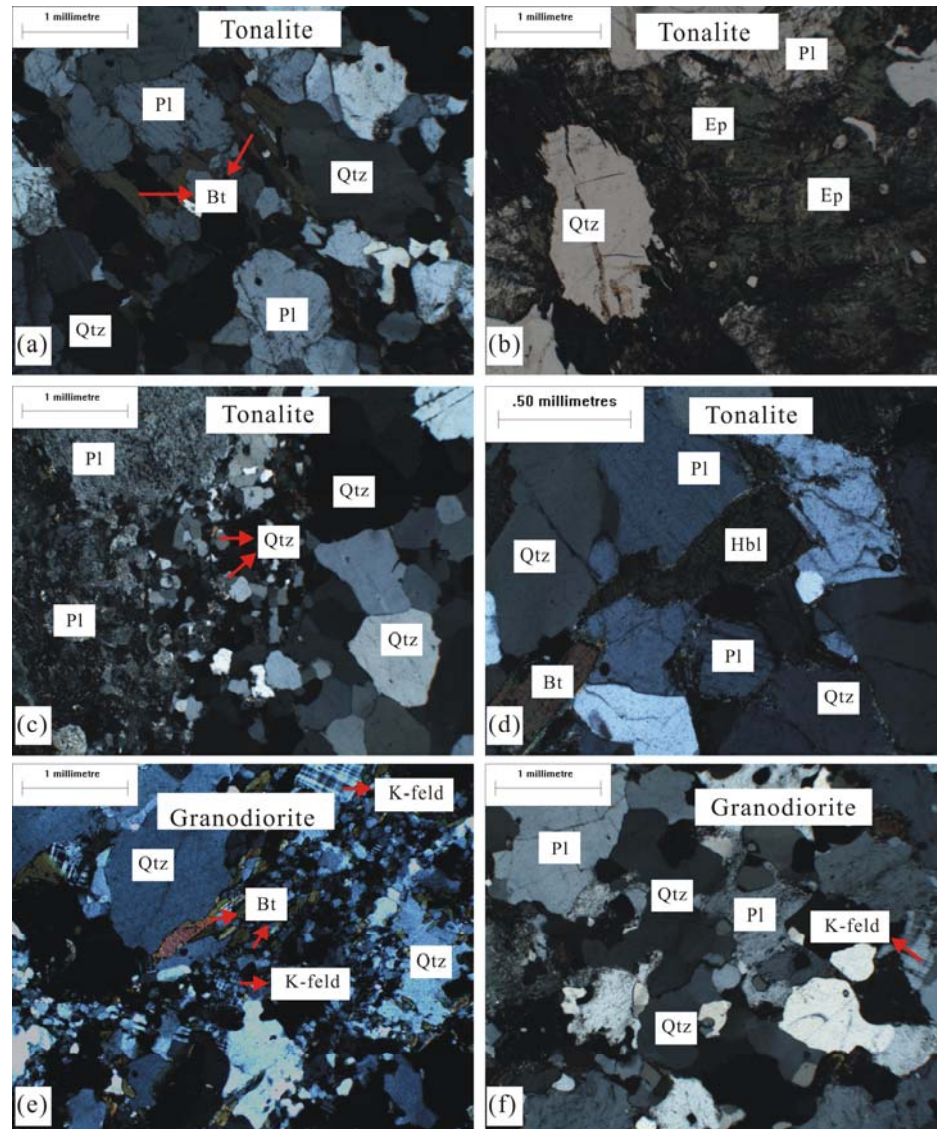 1 millimetre
Tonalite
Pl
Bt
Qtz
Qtz
Pl
(a)
1 millimetre
Tonalite
Pl
Ep
Ep
Qtz
(b)
1 millimetre
Tonalite
Pl
Qtz
Qtz
Pl
Qtz
(c)
.50 millimetres
Tonalite
Pl
Hbl
Qtz
Pl
Bt
Qtz
(d)
1 millimetre
K-feld
Granodiorite
Qtz
Bt
Qtz
K-feld
(e)
1 millimetre
Granodiorite
Pl
Qtz
Pl
K-feld
Qtz
(f)